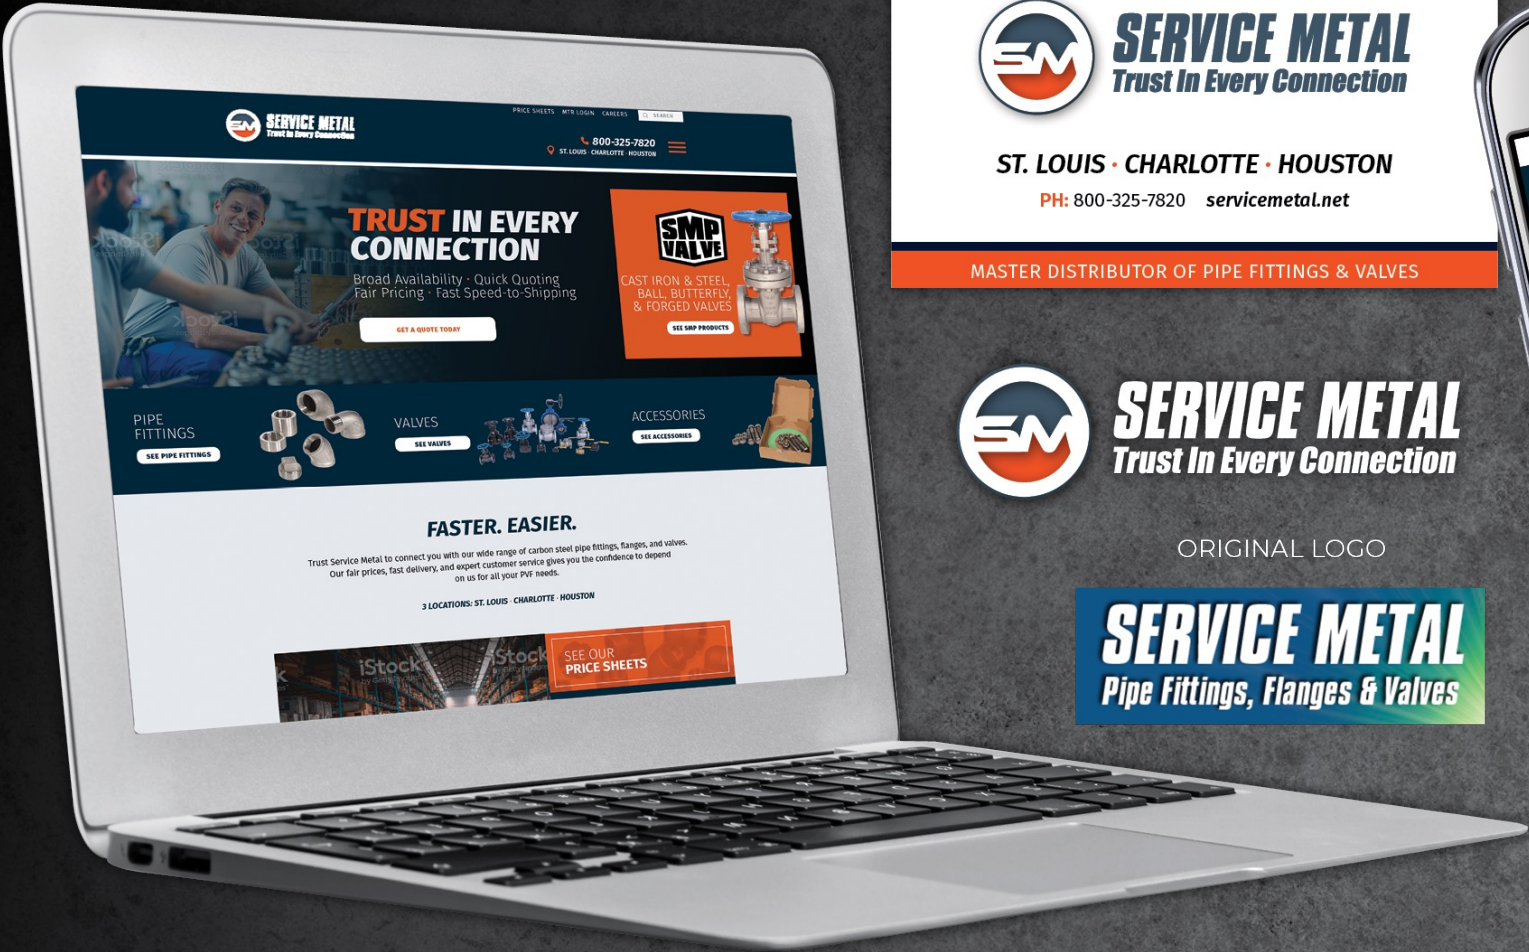 PRICE SHEETS MTR LOGIN CAREERS SEARCH
SM SERVICE METAL
Trust In Every Connection
800-325-7820
ST. LOUIS · CHARLOTTE · HOUSTON
TRUST IN EVERY
CONNECTION
Broad Availability · Quick Quoting
Fair Pricing · Fast Speed-to-Shipping
GET A QUOTE TODAY
SMP
VALVE
CAST IRON & STEEL,
BALL, BUTTERFLY,
& FORGED VALVES
SEE SMP PRODUCTS
iStock
iStock
iStock
PIPE
FITTINGS
SEE PIPE FITTINGS
VALVES
SEE VALVES
ACCESSORIES
SEE ACCESSORIES
FASTER. EASIER.
Trust Service Metal to connect you with our wide range of carbon steel pipe fittings, flanges, and valves.
Our fair prices, fast delivery, and expert customer service gives you the confidence to depend
on us for all your PVF needs.
3 LOCATIONS: ST. LOUIS · CHARLOTTE · HOUSTON
iStock
iStock
SEE OUR
PRICE SHEETS
SM SERVICE METAL
Trust In Every Connection
ST. LOUIS · CHARLOTTE · HOUSTON
PH: 800-325-7820 servicemetal.net
MASTER DISTRIBUTOR OF PIPE FITTINGS & VALVES
SM SERVICE METAL
Trust In Every Connection
ORIGINAL LOGO
SERVICE METAL
Pipe Fittings, Flanges & Valves